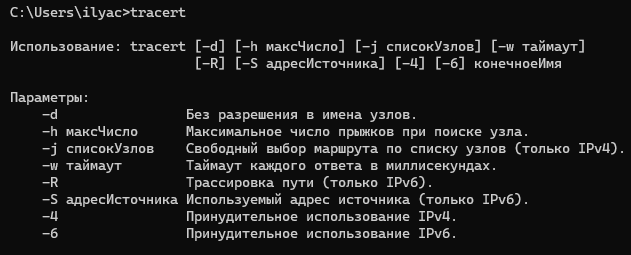 C:\Users\ilyac>tracert
Использование: tracert [-d] [-h максЧисло] [-j списокУзлов] [-w таймаут]
[-R] [-S адресИсточника] [-4] [-6] конечноеИмя
Параметры:
-d Без разрешения в имена узлов.
-h максЧисло Максимальное число прыжков при поиске узла.
-j списокУзлов Свободный выбор маршрута по списку узлов (только IPv4).
-w таймаут Таймаут каждого ответа в миллисекундах.
-R Трассировка пути (только IPv6).
-S адресИсточника Используемый адрес источника (только IPv6).
-4 Принудительное использование IPv4.
-6 Принудительное использование IPv6.